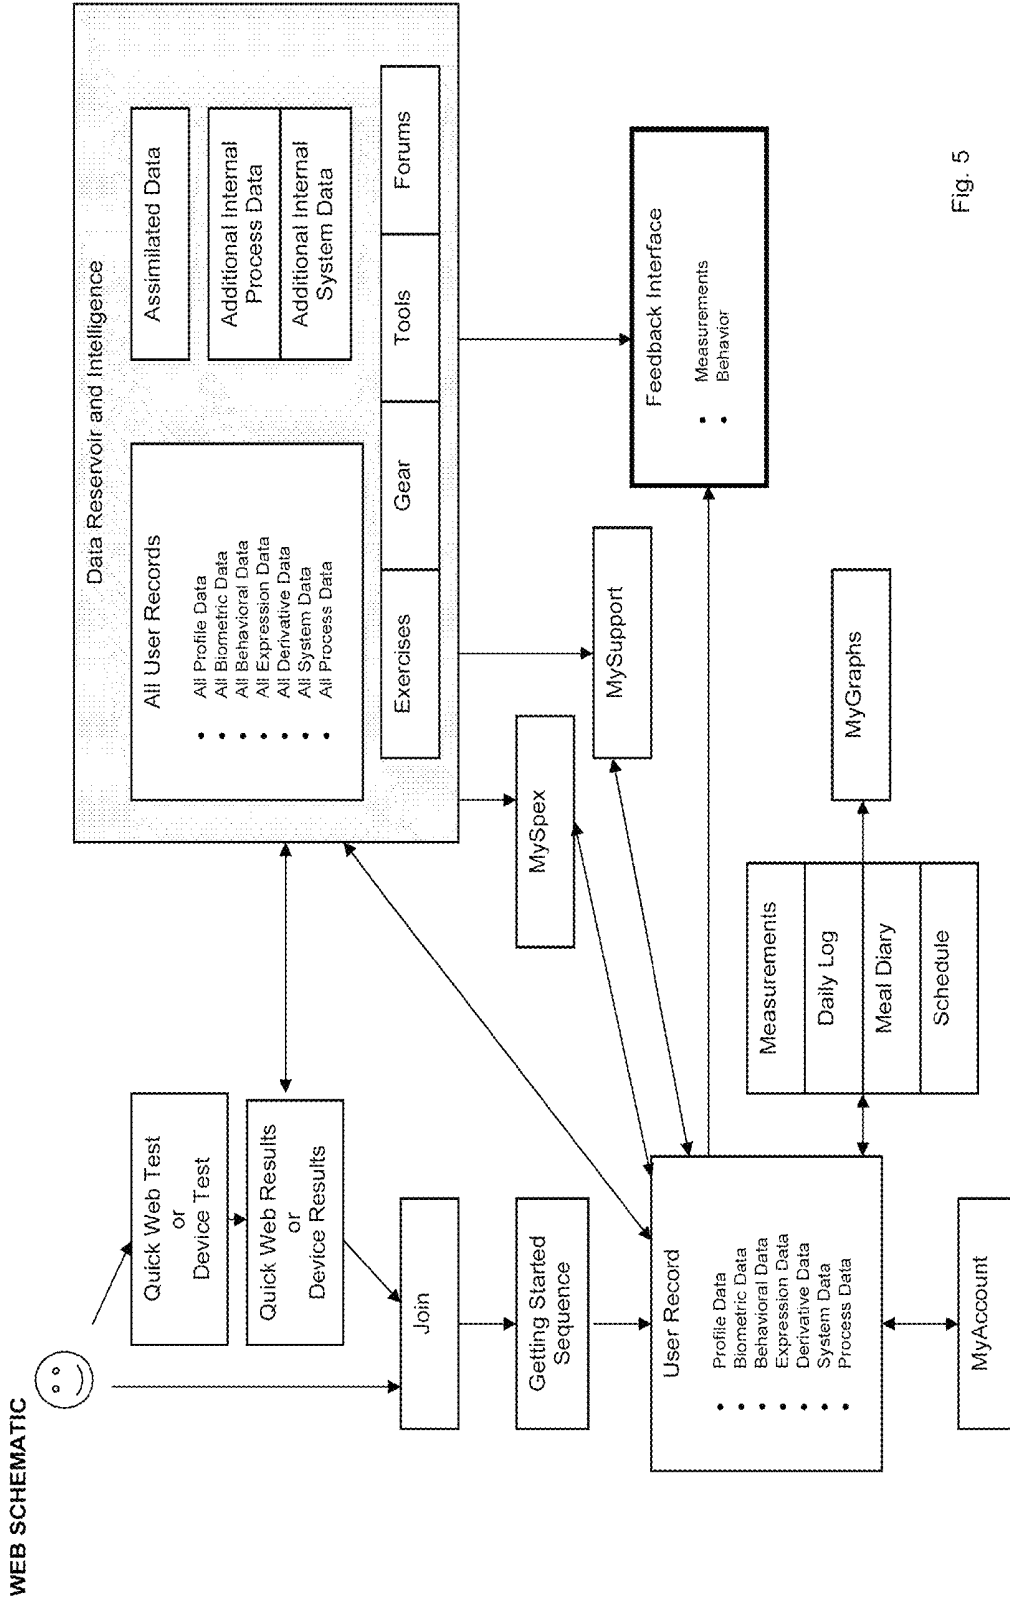 WEB SCHEMATIC
Quick Web Test
or
Device Test
Quick Web Results
or
Device Results
Join
Getting Started
Sequence
User Record
• Profile Data
• Biometric Data
• Behavioral Data
• Expression Data
• Derivative Data
• System Data
• Process Data
MyAccount
Data Reservoir and Intelligence
All User Records
• All Profile Data
• All Biometric Data
• All Behavioral Data
• All Expression Data
• All Derivative Data
• All System Data
• All Process Data
Assimilated Data
Additional Internal
Process Data
Additional Internal
System Data
Exercises
Gear
Tools
Forums
MySpex
MySupport
Feedback Interface
• Measurements
• Behavior
Measurements
Daily Log
Meal Diary
Schedule
MyGraphs
Fig. 5